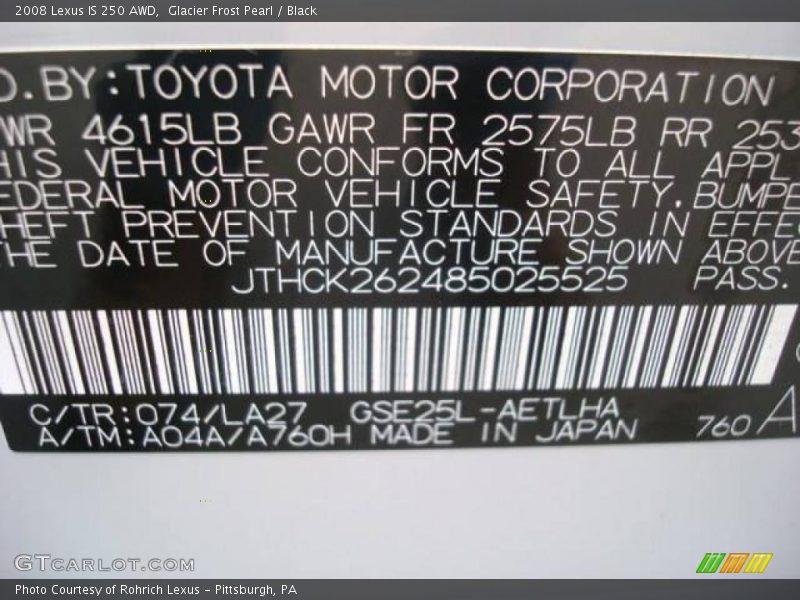 2008 Lexus IS 250 AWD, Glacier Frost Pearl / Black
D.BY:TOYOTA MOTOR CORPORATION
WR 4615LB GAWR FR 2575LB RR 253
HIS VEHICLE CONFORMS TO ALL APPL
EDERAL MOTOR VEHICLE SAFETY, BUMPE
HEFT PREVENTION STANDARDS IN EFFE
HE DATE OF MANUFACTURE SHOWN ABOVE
JTHCK262485025525 PASS.
C/TR:074/LA27 GSE25L-AETLHA
A/TM:A04A/A760H MADE IN JAPAN 760 A
GTCARLOT.COM
Photo Courtesy of Rohrich Lexus - Pittsburgh, PA